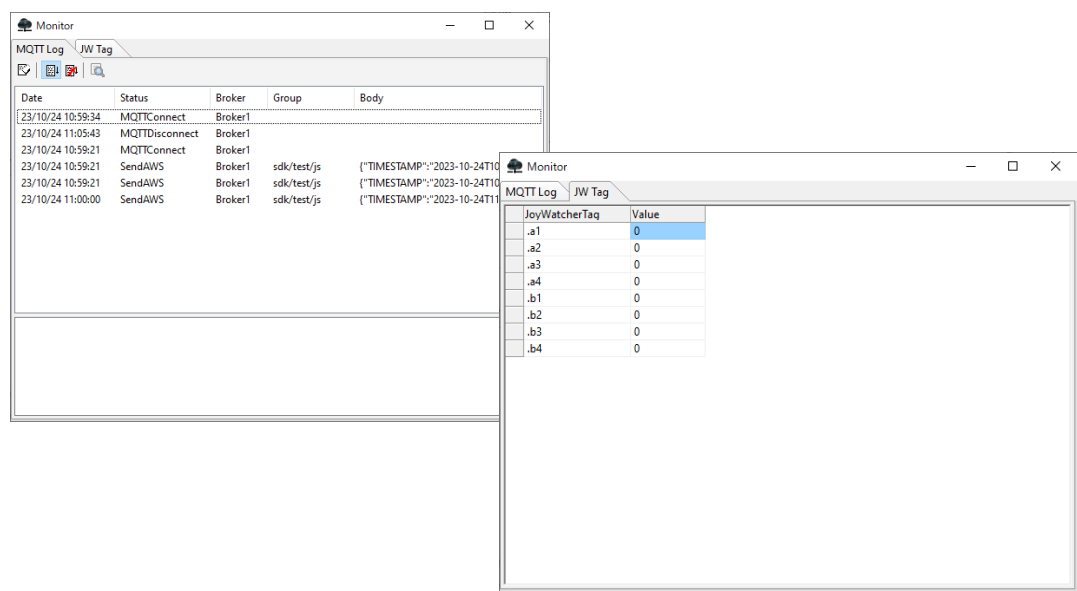 Monitor
MQTT Log JW Tag
Date Status Broker Group Body
23/10/24 10:59:34 MQTTConnect Broker1
23/10/24 11:05:43 MQTTDisconnect Broker1
23/10/24 10:59:21 MQTTConnect Broker1
23/10/24 10:59:21 SendAWS Broker1 sdk/test/js {"TIMESTAMP":"2023-10-24T10
23/10/24 10:59:21 SendAWS Broker1 sdk/test/js {"TIMESTAMP":"2023-10-24T10
23/10/24 11:00:00 SendAWS Broker1 sdk/test/js {"TIMESTAMP":"2023-10-24T11
Monitor
MQTT Log JW Tag
JoyWatcherTag Value
.a1 0
.a2 0
.a3 0
.a4 0
.b1 0
.b2 0
.b3 0
.b4 0